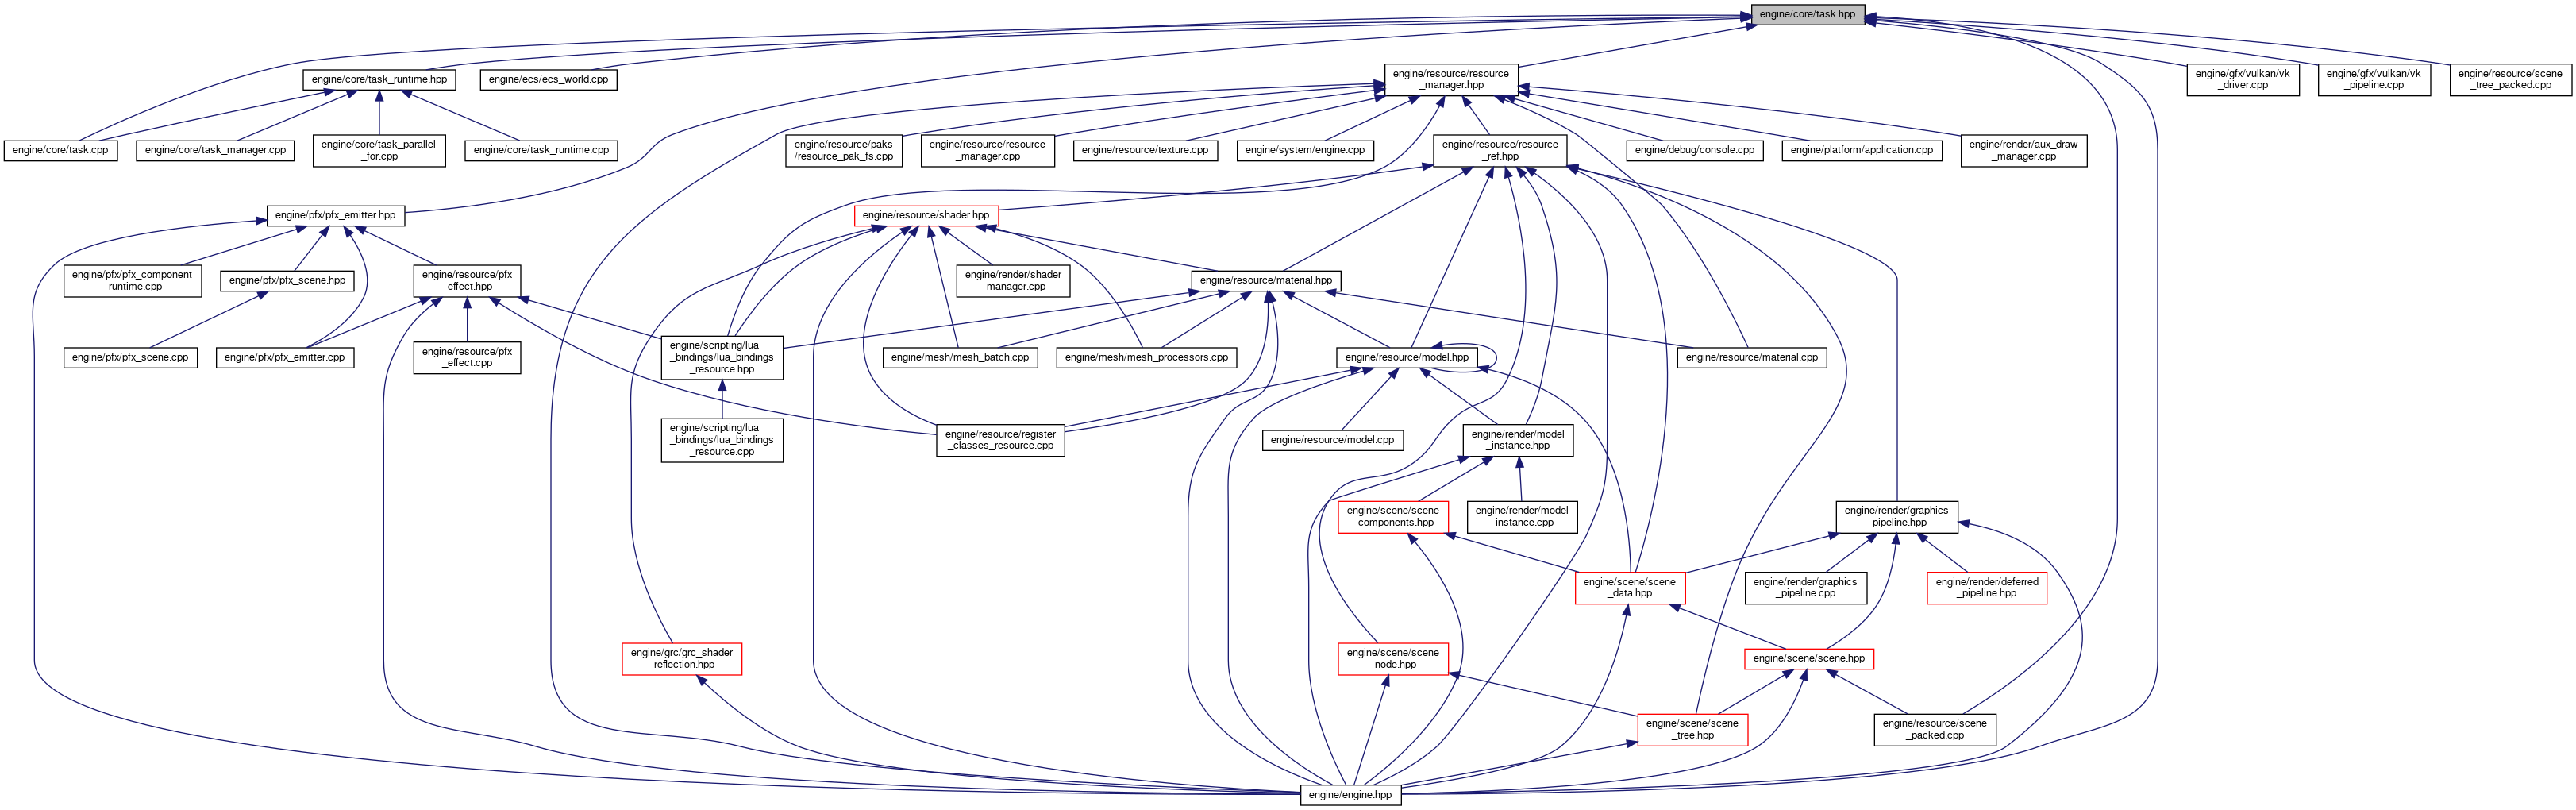 engine/core/task.hpp
engine/core/task_runtime.hpp
engine/ecs/ecs_world.cpp
engine/resource/resource
_manager.hpp
engine/gfx/vulkan/vk
_driver.cpp
engine/gfx/vulkan/vk
_pipeline.cpp
engine/resource/scene
_tree_packed.cpp
engine/core/task.cpp
engine/core/task_manager.cpp
engine/core/task_parallel
_for.cpp
engine/core/task_runtime.cpp
engine/resource/paks
/resource_pak_fs.cpp
engine/resource/resource
_manager.cpp
engine/resource/texture.cpp
engine/system/engine.cpp
engine/resource/resource
_ref.hpp
engine/debug/console.cpp
engine/platform/application.cpp
engine/render/aux_draw
_manager.cpp
engine/pfx/pfx_emitter.hpp
engine/resource/shader.hpp
engine/pfx/pfx_component
_runtime.cpp
engine/pfx/pfx_scene.hpp
engine/resource/pfx
_effect.hpp
engine/render/shader
_manager.cpp
engine/resource/material.hpp
engine/pfx/pfx_scene.cpp
engine/pfx/pfx_emitter.cpp
engine/resource/pfx
_effect.cpp
engine/scripting/lua
_bindings/lua_bindings
_resource.hpp
engine/mesh/mesh_batch.cpp
engine/mesh/mesh_processors.cpp
engine/resource/model.hpp
engine/resource/material.cpp
engine/scripting/lua
_bindings/lua_bindings
_resource.cpp
engine/resource/register
_classes_resource.cpp
engine/resource/model.cpp
engine/render/model
_instance.hpp
engine/scene/scene
_components.hpp
engine/render/model
_instance.cpp
engine/render/graphics
_pipeline.hpp
engine/scene/scene
_data.hpp
engine/render/graphics
_pipeline.cpp
engine/render/deferred
_pipeline.hpp
engine/grc/grc_shader
_reflection.hpp
engine/scene/scene
_node.hpp
engine/scene/scene.hpp
engine/scene/scene
_tree.hpp
engine/resource/scene
_packed.cpp
engine/engine.hpp